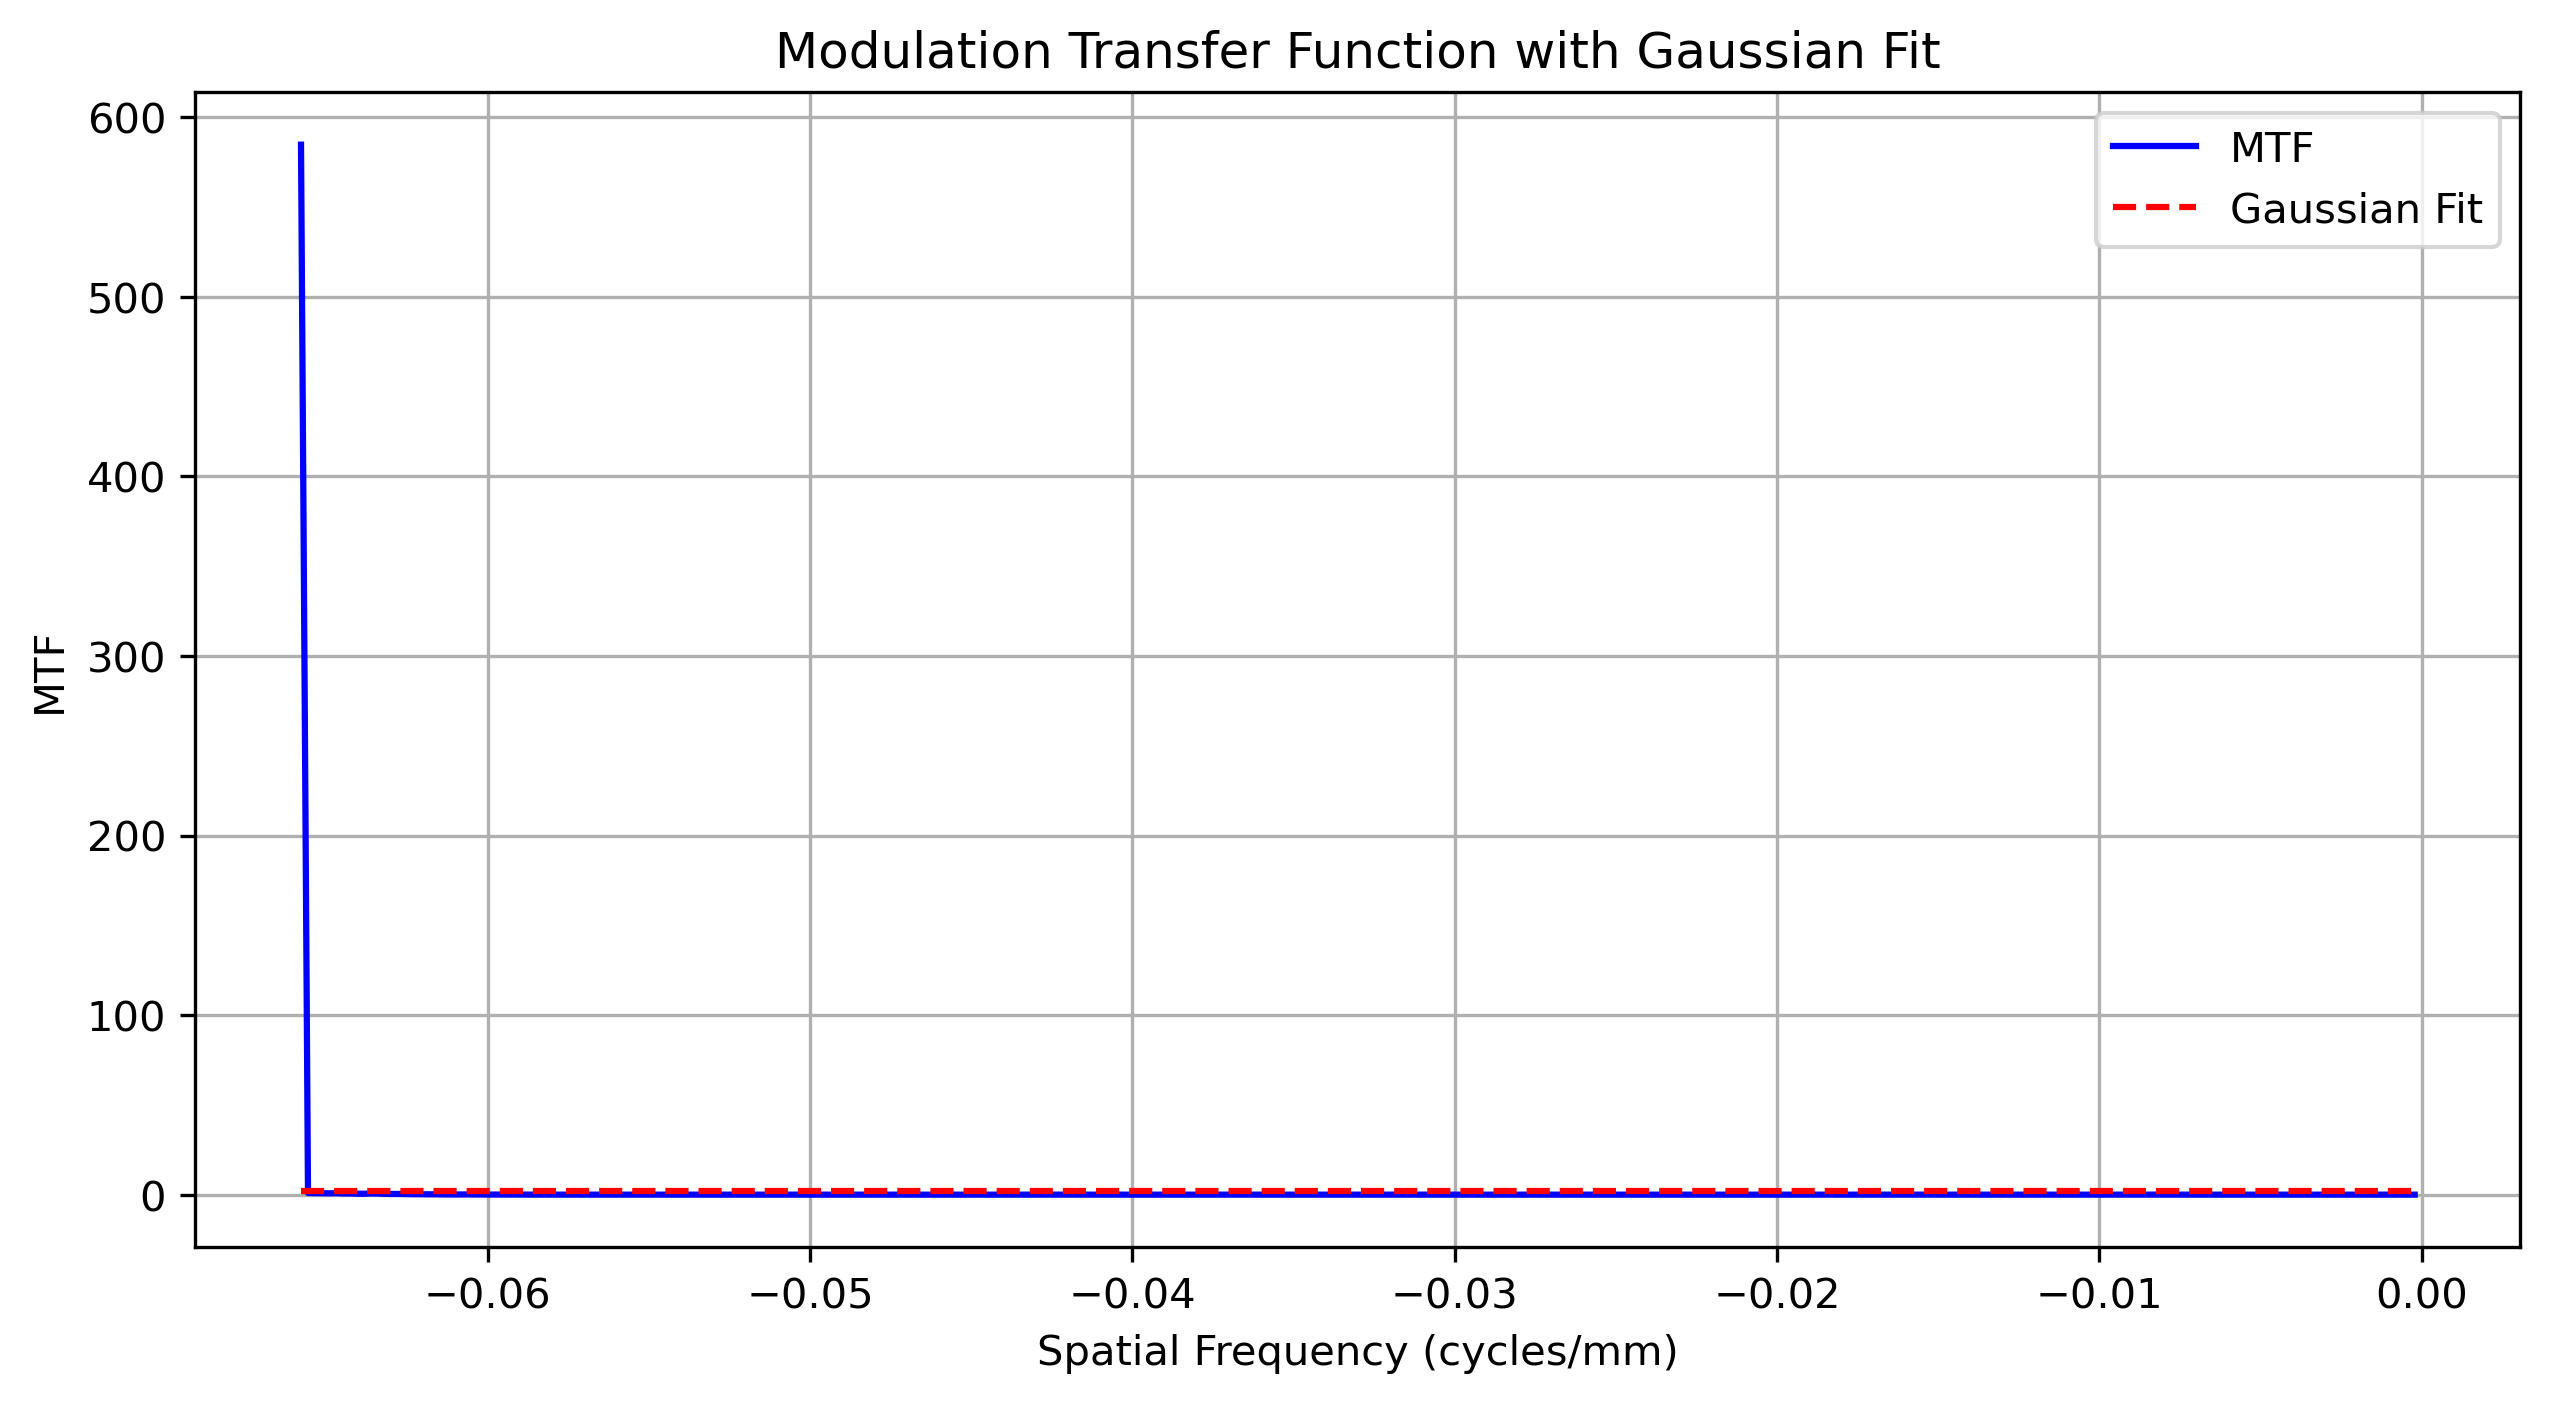 Modulation Transfer Function with Gaussian Fit
600
500
400
300
200
100
0
MTF
MTF
Gaussian Fit
−0.06
−0.05
−0.04
−0.03
−0.02
−0.01
0.00
Spatial Frequency (cycles/mm)